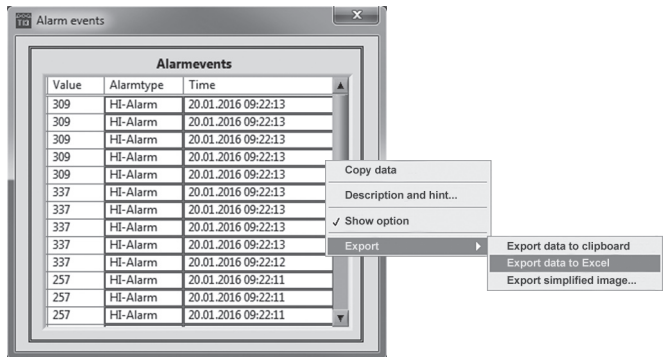 Alarm events
Alarmevents
Value Alarmtype Time
309 HI-Alarm 20.01.2016 09:22:13
309 HI-Alarm 20.01.2016 09:22:13
309 HI-Alarm 20.01.2016 09:22:13
309 HI-Alarm 20.01.2016 09:22:13
309 HI-Alarm 20.01.2016 09:22:13
337 HI-Alarm 20.01.2016 09:22:13
337 HI-Alarm 20.01.2016 09:22:13
337 HI-Alarm 20.01.2016 09:22:13
337 HI-Alarm 20.01.2016 09:22:13
337 HI-Alarm 20.01.2016 09:22:12
257 HI-Alarm 20.01.2016 09:22:11
257 HI-Alarm 20.01.2016 09:22:11
257 HI-Alarm 20.01.2016 09:22:11
Copy data
Description and hint...
✓ Show option
Export
Export data to clipboard
Export data to Excel
Export simplified image...